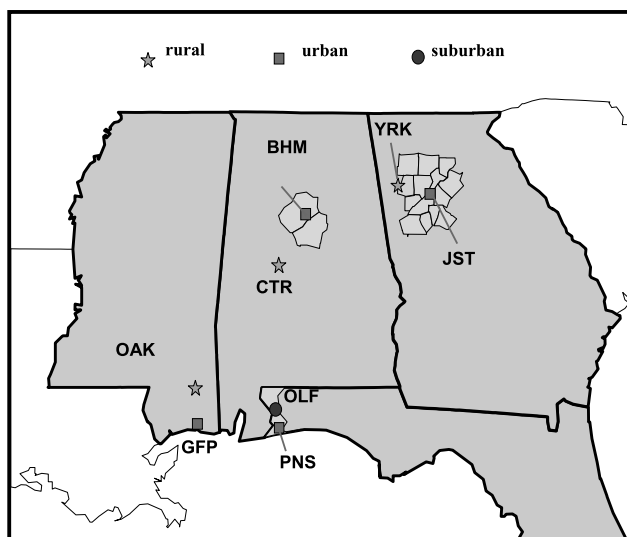 rural urban suburban
YRK
BHM
JST
CTR
OAK
OLF
GFP
PNS